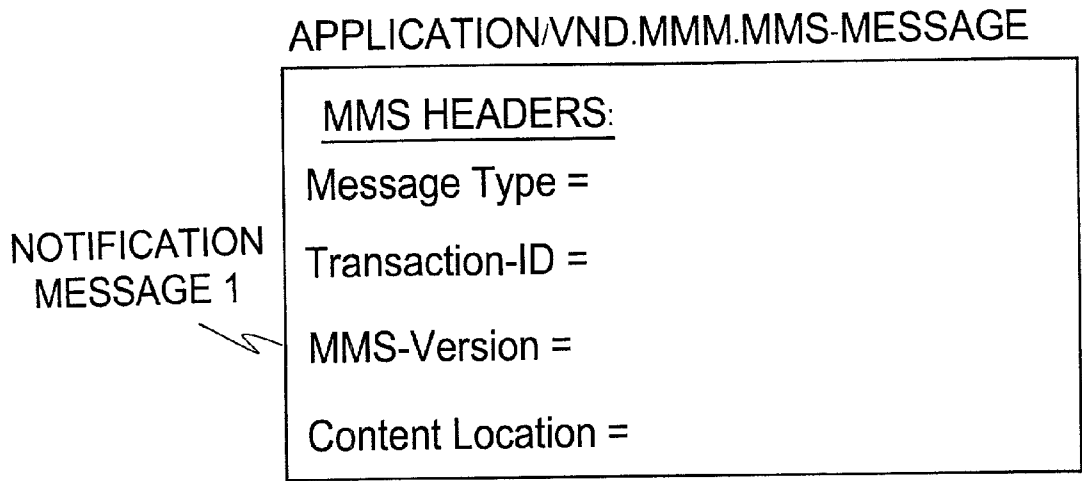 APPLICATION/VND.MMM.MMS-MESSAGE
MMS HEADERS:
Message Type =
Transaction-ID =
NOTIFICATION
MESSAGE 1
MMS-Version =
Content Location =